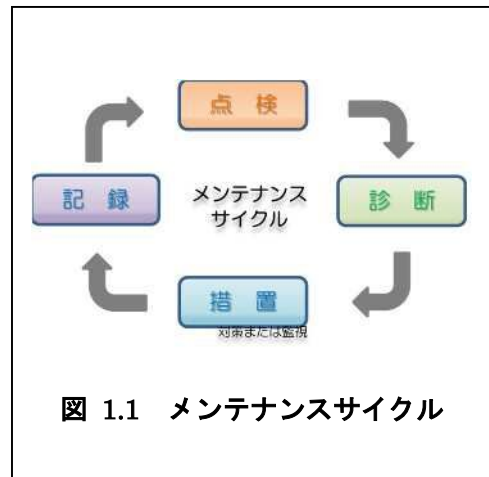 点 検
記 録
メンテナンス
サイクル
診 断
措 置
対策または監視
図 1.1 メンテナンスサイクル